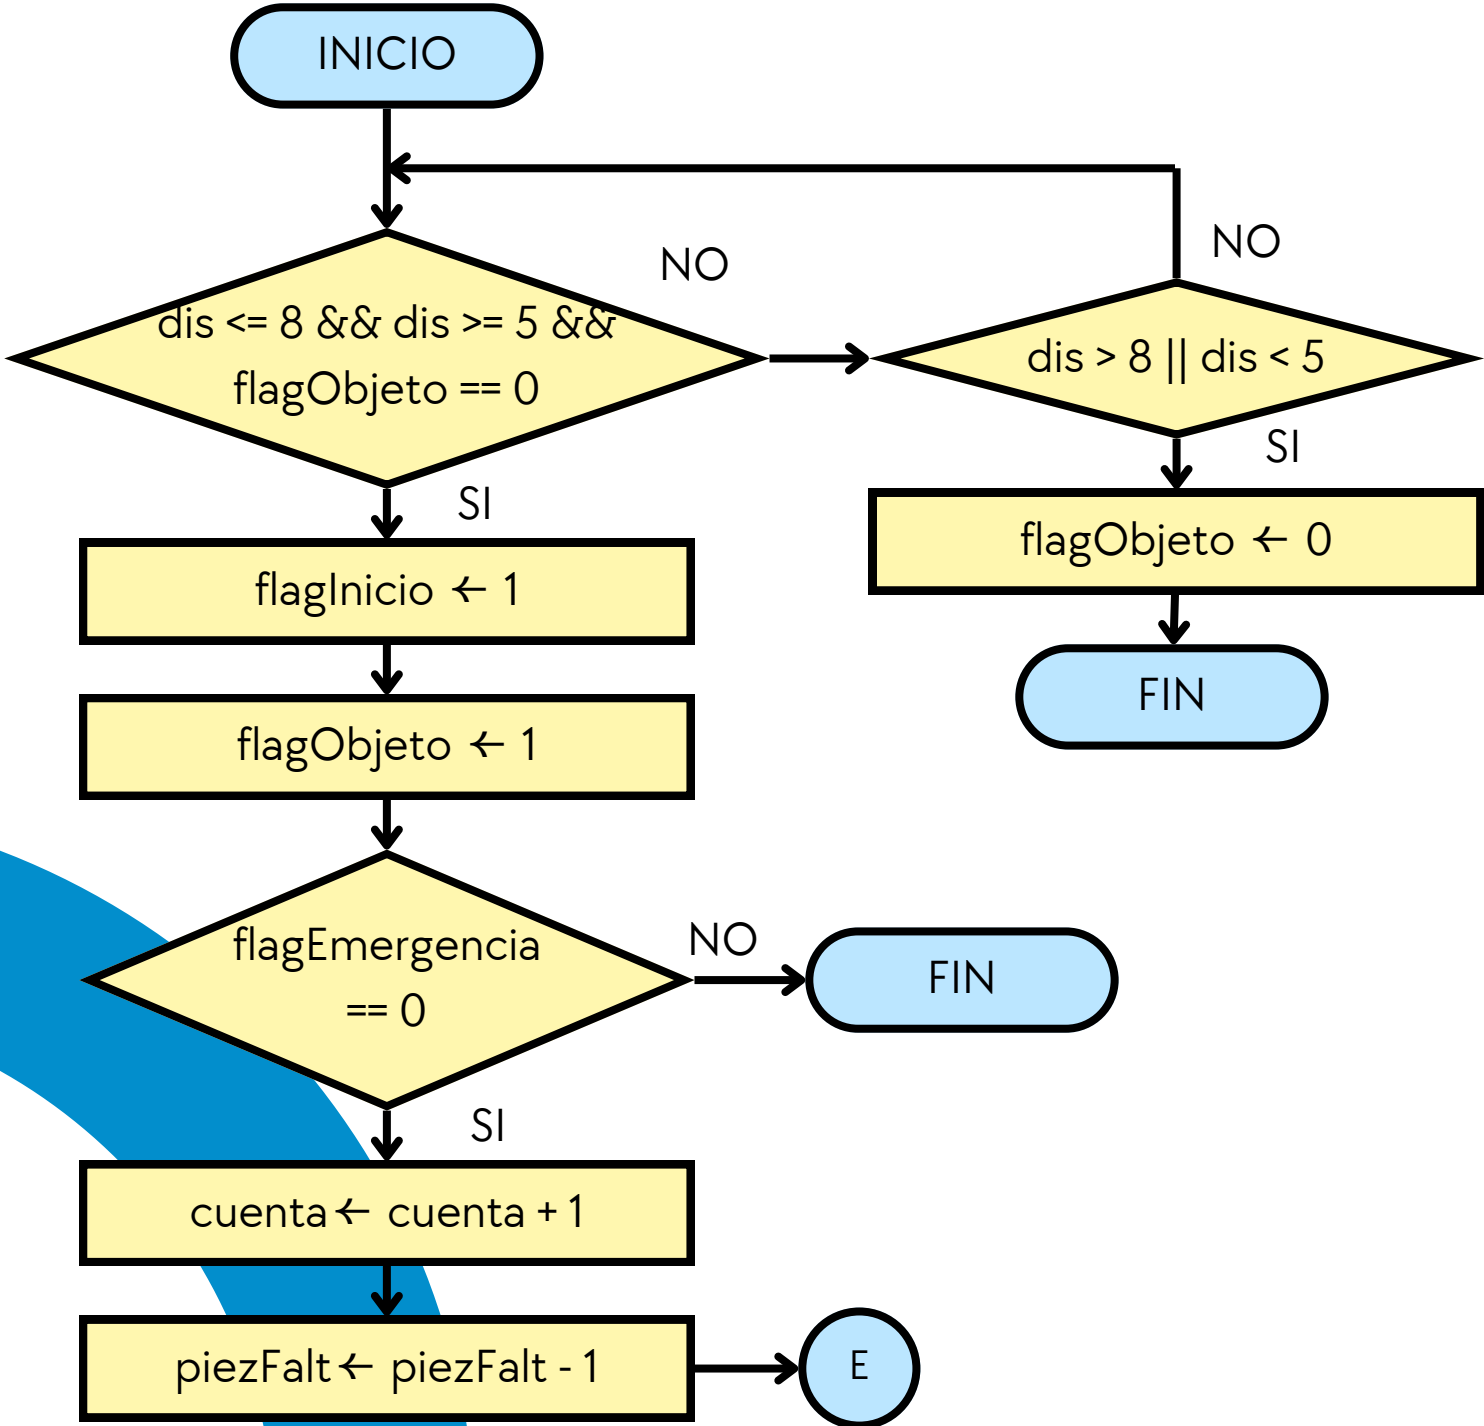 INICIO
NO
NO
dis <= 8 && dis >= 5 &&
flagObjeto == 0
dis > 8 || dis < 5
SI
SI
flagObjeto ← 0
flagInicio ← 1
FIN
flagObjeto ← 1
flagEmergencia
== 0
NO
FIN
SI
cuenta ← cuenta + 1
piezFalt ← piezFalt - 1
E